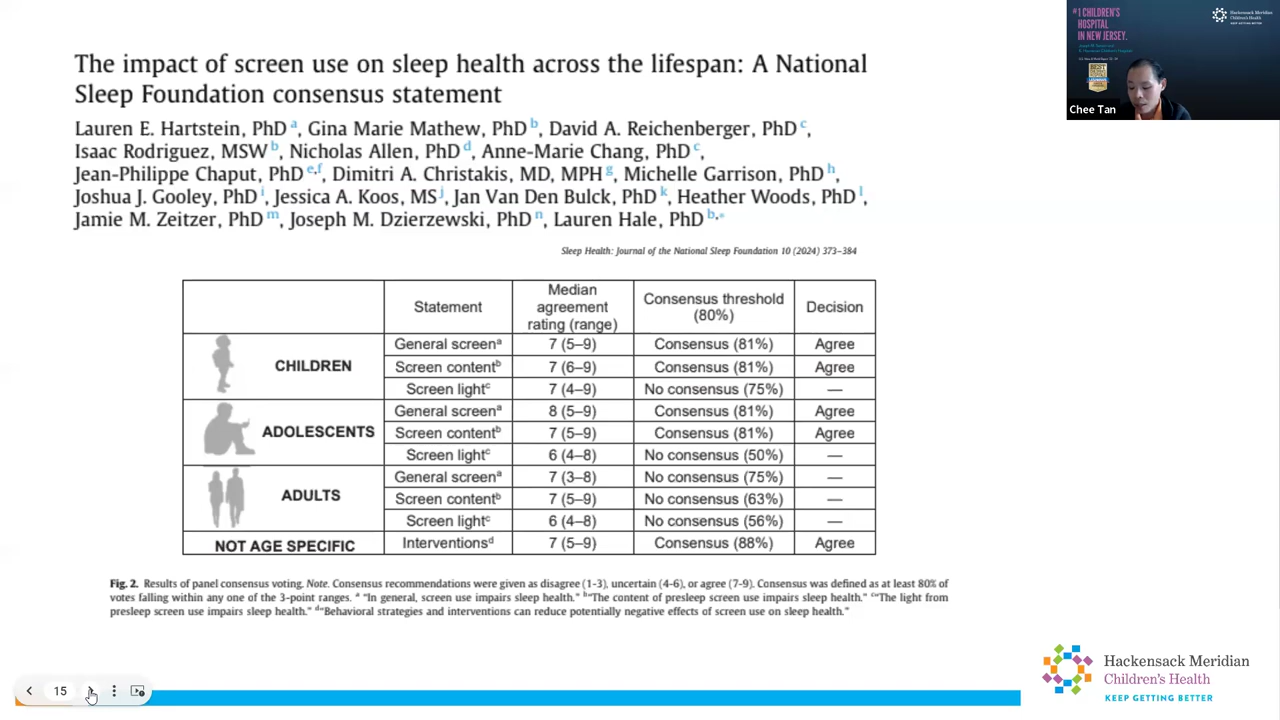 The impact of screen use on sleep health across the lifespan: A National
Sleep Foundation consensus statement
Lauren E. Hartstein, PhD a, Gina Marie Mathew, PhD b, David A. Reichenberger, PhD c,
Isaac Rodriguez, MSW b, Nicholas Allen, PhD d, Anne-Marie Chang, PhD c,
Jean-Philippe Chaput, PhD e,f, Dimitri A. Christakis, MD, MPH g, Michelle Garrison, PhD h,
Joshua J. Gooley, PhD i, Jessica A. Koos, MS j, Jan Van Den Bulck, PhD k, Heather Woods, PhD l,
Jamie M. Zeitzer, PhD m, Joseph M. Dzierzewski, PhD n, Lauren Hale, PhD b,*
Sleep Health: Journal of the National Sleep Foundation 10 (2024) 373–384
Statement
Median agreement rating (range)
Consensus threshold (80%)
Decision
CHILDREN
General screen a 7 (5–9) Consensus (81%) Agree
Screen content b 7 (6–9) Consensus (81%) Agree
Screen light c 7 (4–9) No consensus (75%) —
ADOLESCENTS
General screen a 8 (5–9) Consensus (81%) Agree
Screen content b 7 (5–9) Consensus (81%) Agree
Screen light c 6 (4–8) No consensus (50%) —
ADULTS
General screen a 7 (3–8) No consensus (75%) —
Screen content b 7 (5–9) No consensus (63%) —
Screen light c 6 (4–8) No consensus (56%) —
NOT AGE SPECIFIC
Interventions d 7 (5–9) Consensus (88%) Agree
Fig. 2. Results of panel consensus voting. Note. Consensus recommendations were given as disagree (1-3), uncertain (4-6), or agree (7-9). Consensus was defined as at least 80% of
votes falling within any one of the 3-point ranges. a "In general, screen use impairs sleep health." b "The content of presleep screen use impairs sleep health." c "The light from
presleep screen use impairs sleep health." d "Behavioral strategies and interventions can reduce potentially negative effects of screen use on sleep health."
#1 CHILDREN'S
HOSPITAL
IN NEW JERSEY.
Hackensack Meridian
Children's Health
KEEP GETTING BETTER
BEST
Chee Tan
15
Hackensack Meridian
Children's Health
KEEP GETTING BETTER